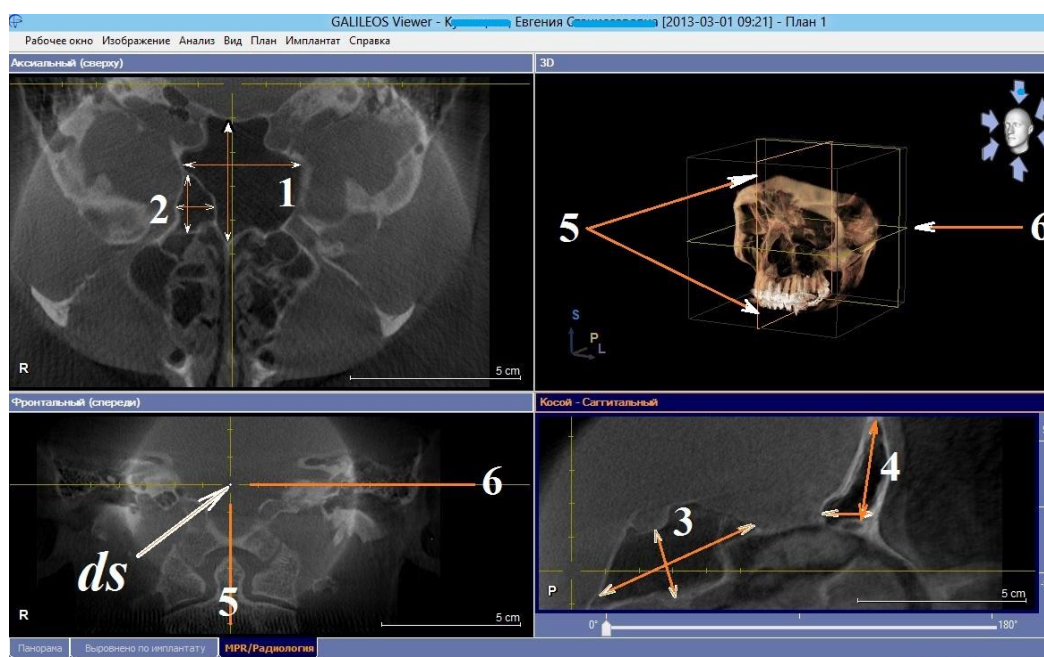 GALILEOS Viewer - К Евгения [2013-03-01 09:21] - План 1
Рабочее окно Изображение Анализ Вид План Имплантат Справка
Аксиальный (сверху)
1
2
R
5 cm
3D
5
6
S
P
L
Фронтальный (спереди)
6
ds
5
R
5 cm
Косой - Саггитальный
4
3
P
5 cm
0°
180°
Панорама Выровнено по имплантату MPR/Радиология